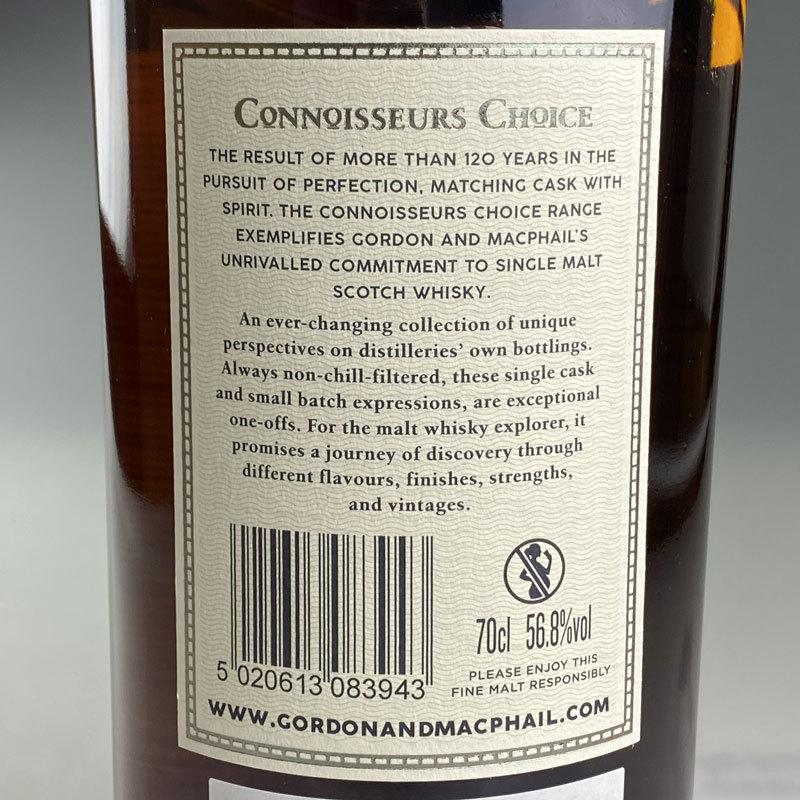 CONNOISSEURS CHOICE
THE RESULT OF MORE THAN 120 YEARS IN THE
PURSUIT OF PERFECTION, MATCHING CASK WITH
SPIRIT. THE CONNOISSEURS CHOICE RANGE
EXEMPLIFIES GORDON AND MACPHAIL'S
UNRIVALLED COMMITMENT TO SINGLE MALT
SCOTCH WHISKY.
An ever-changing collection of unique
perspectives on distilleries' own bottlings.
Always non-chill-filtered, these single cask
and small batch expressions, are exceptional
one-offs. For the malt whisky explorer, it
promises a journey of discovery through
different flavours, finishes, strengths,
and vintages.
70cl 56.8%vol
PLEASE ENJOY THIS
FINE MALT RESPONSIBLY
5 020613 083943
WWW.GORDONANDMACPHAIL.COM